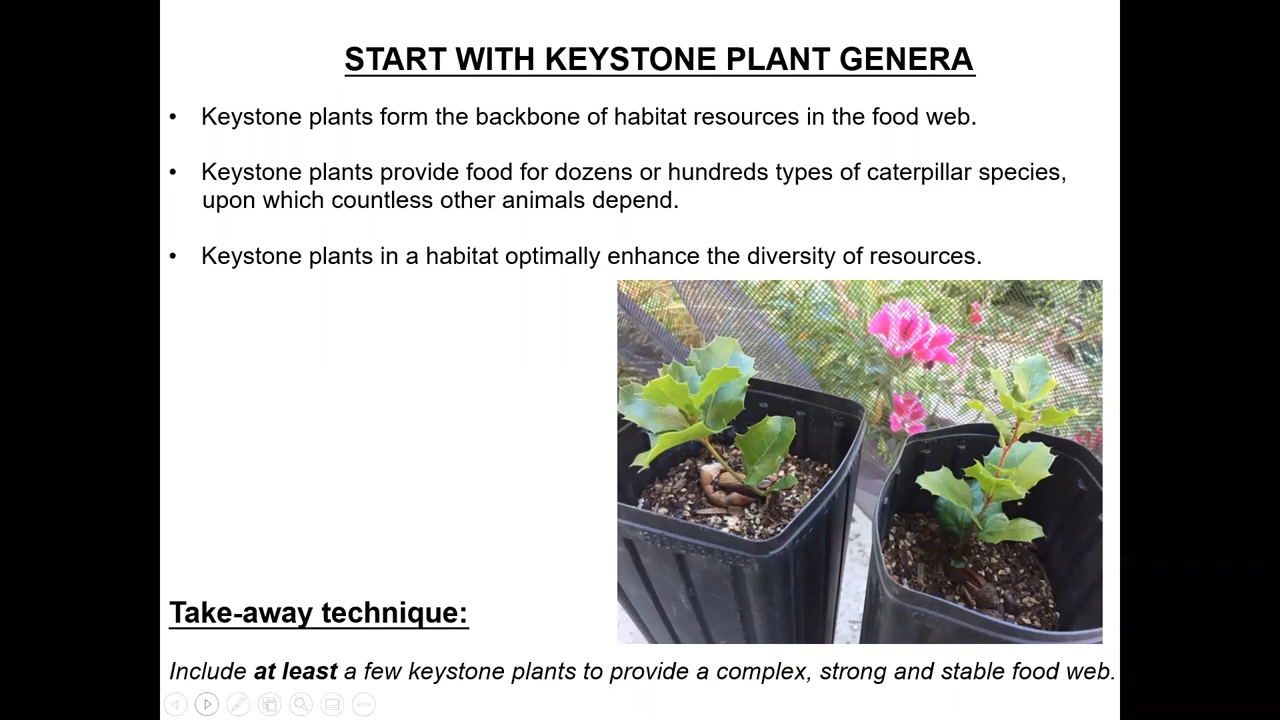 START WITH KEYSTONE PLANT GENERA
• Keystone plants form the backbone of habitat resources in the food web.
• Keystone plants provide food for dozens or hundreds types of caterpillar species,
upon which countless other animals depend.
• Keystone plants in a habitat optimally enhance the diversity of resources.
Take-away technique:
Include at least a few keystone plants to provide a complex, strong and stable food web.